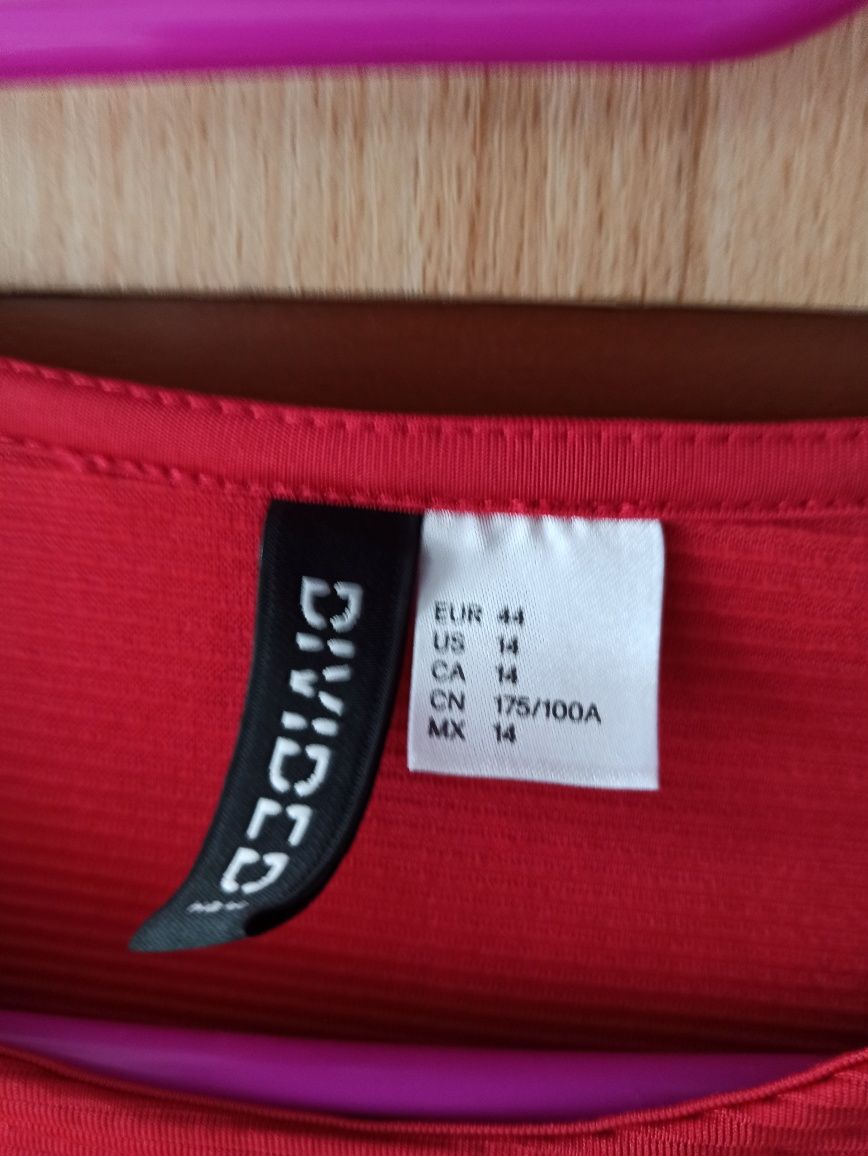 DIVIDED
EUR 44
US 14
CA 14
CN 175/100A
MX 14